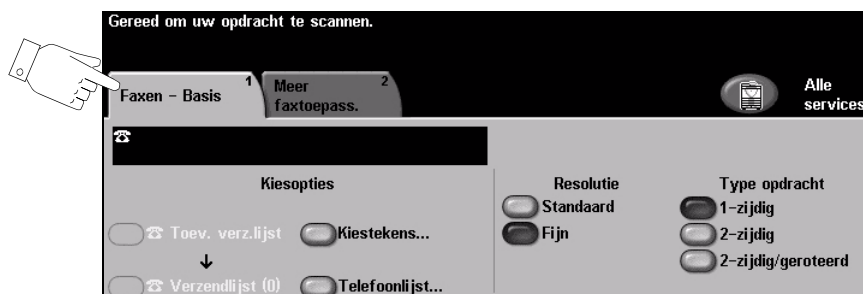 Gereed om uw opdracht te scannen.
Faxen - Basis
1
Meer
faxtoepass.
2
Alle
services
Kiesopties
Toev. verz.lijst
Kiestekens...
Verzendlijst (0)
Telefoonlijst...
Resolutie
Standaard
Fijn
Type opdracht
1-zijdig
2-zijdig
2-zijdig/geroteerd